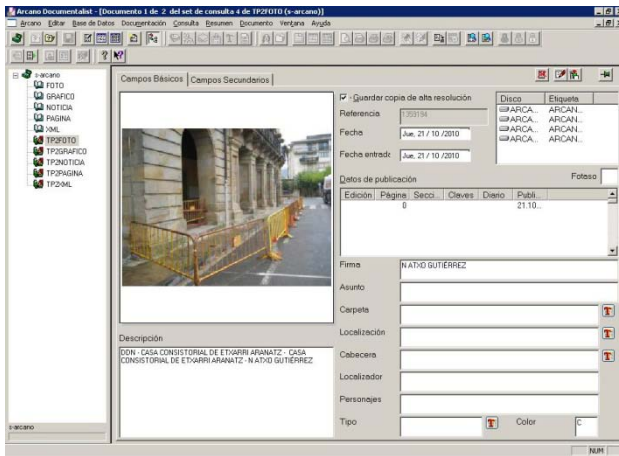 Arcano Documentalist - [Documento 1 de 2 del set de consulta 4 de TP2FOTO (s-arcano)]
Arcano Editar Base de Datos Documentación Consulta Resumen Documento Ventana Ayuda
s-arcano
FOTO
GRAFICO
NOTICIA
PAGINA
XML
TP2FOTO
TP2GRAFICO
TP2NOTICIA
TP2PAGINA
TP2XML
Campos Básicos
Campos Secundarios
- Guardar copia de alta resolución
Referencia 1359194
Fecha Jue, 21 / 10 /2010
Fecha entrada Jue, 21 / 10 /2010
Disco Etiqueta
ARCA... ARCAN...
ARCA... ARCAN...
ARCA... ARCAN...
ARCA... ARCAN...
Datos de publicación
Fotoso
Edición Página Secci... Claves Diario Publi...
0 21.10...
Firma NATXO GUTIÉRREZ
Asunto
Carpeta
Localización
Cabecera
Localizador
Personajes
Tipo
Color C
Descripción
DDN - CASA CONSISTORIAL DE ETXARRI ARANATZ - CASA
CONSISTORIAL DE ETXARRI ARANATZ - NATXO GUTIÉRREZ
s-arcano
NUM